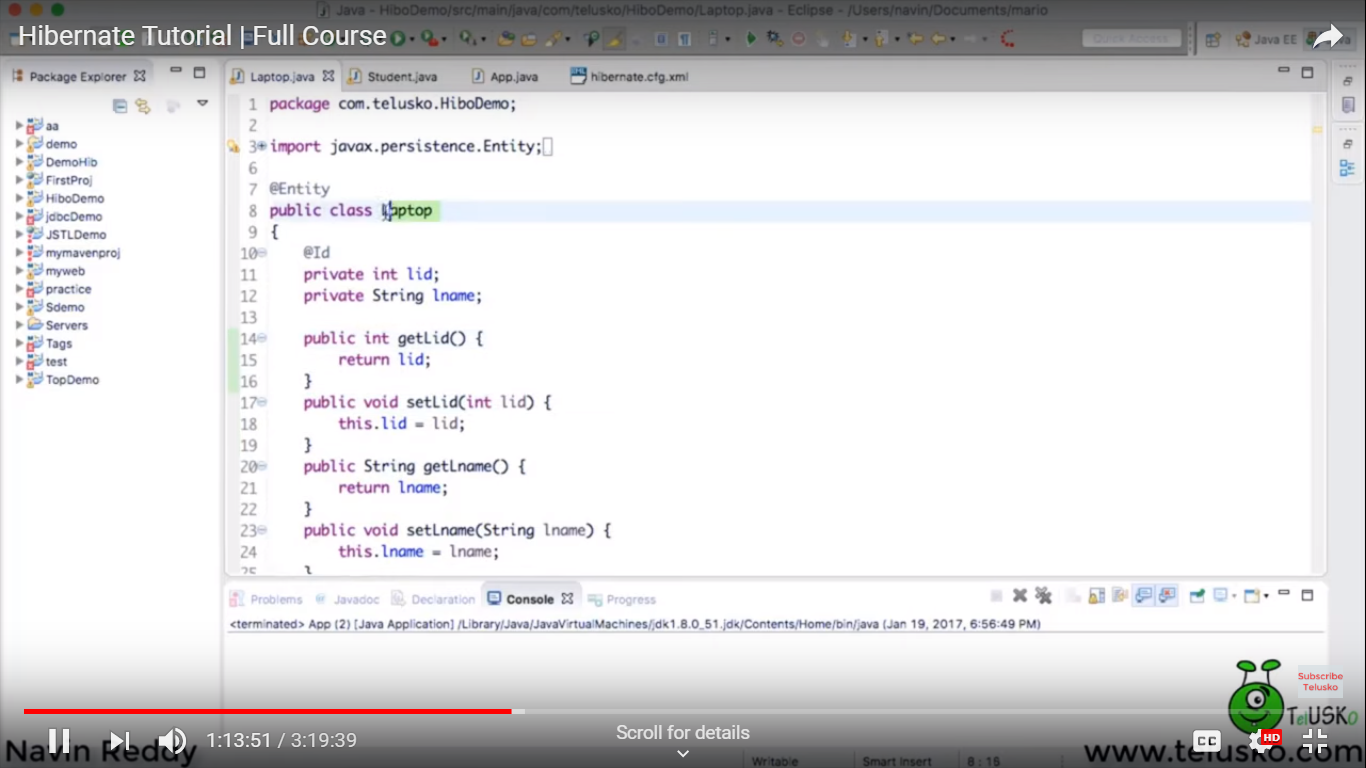 Java - HiboDemo/src/main/java/com/telusko/HiboDemo/Laptop.java - Eclipse - /Users/navin/Documents/mario
Hibernate Tutorial | Full Course
Quick Access
Java EE
Java
Package Explorer
Laptop.java
Student.java
App.java
hibernate.cfg.xml
aa
demo
DemoHib
FirstProj
HiboDemo
jdbcDemo
JSTLDemo
mymavenproj
myweb
practice
Sdemo
Servers
Tags
test
TopDemo
1 package com.telusko.HiboDemo;
2
3 import javax.persistence.Entity;
6
7 @Entity
8 public class Laptop
9 {
10 @Id
11 private int lid;
12 private String lname;
13
14 public int getLid() {
15 return lid;
16 }
17 public void setLid(int lid) {
18 this.lid = lid;
19 }
20 public String getLname() {
21 return lname;
22 }
23 public void setLname(String lname) {
24 this.lname = lname;
25 }
Problems
Javadoc
Declaration
Console
Progress
<terminated> App (2) [Java Application] /Library/Java/JavaVirtualMachines/jdk1.8.0_51.jdk/Contents/Home/bin/java (Jan 19, 2017, 6:56:49 PM)
Subscribe
Telusko
TelUSKO
1:13:51 / 3:19:39
Scroll for details
CC
HD
Navin Reddy
www.telusko.com
Writable
Smart Insert
8 : 16